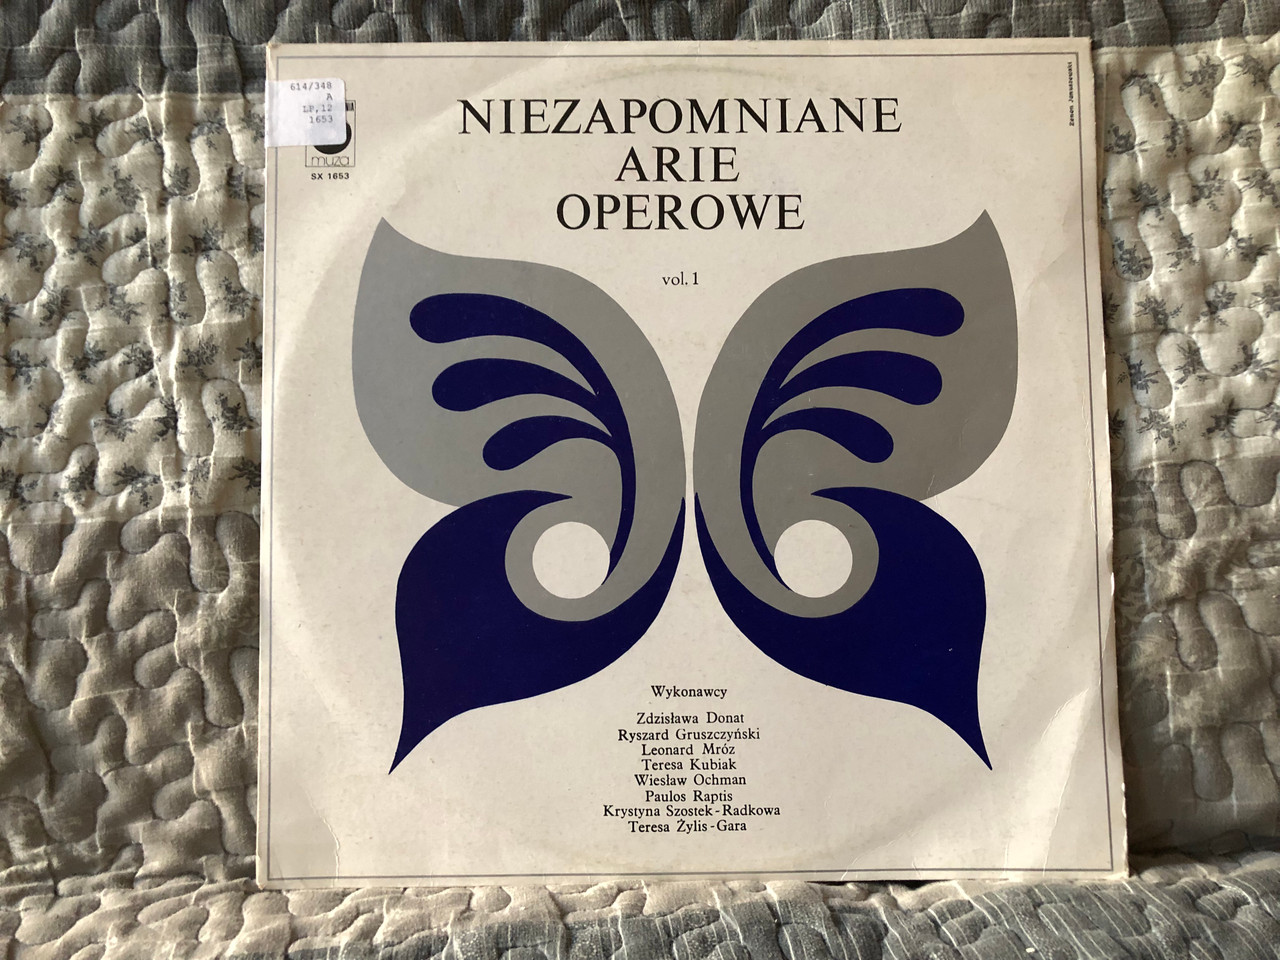 614/348
A
LP.12
1653
muza
SX 1653
NIEZAPOMNIANE
ARIE
OPEROWE
vol. 1
Wykonawcy
Zdzisława Donat
Ryszard Gruszczyński
Leonard Mróz
Teresa Kubiak
Wiesław Ochman
Paulos Raptis
Krystyna Szostek-Radkowa
Teresa Żylis-Gara